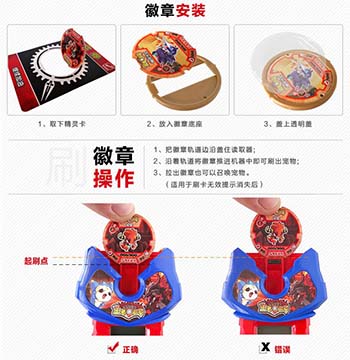 徽章安装
1、取下精灵卡
2、放入徽章底座
3、盖上透明盖
刷
徽章
操作
1、把徽章轨道边沿盖住读取器;
2、沿着轨道将徽章推进机器中即可刷出宠物;
3、拉出徽章也可以召唤宠物。
(适用于刷卡无效提示消失后)
起刷点
✓ 正确
X 错误